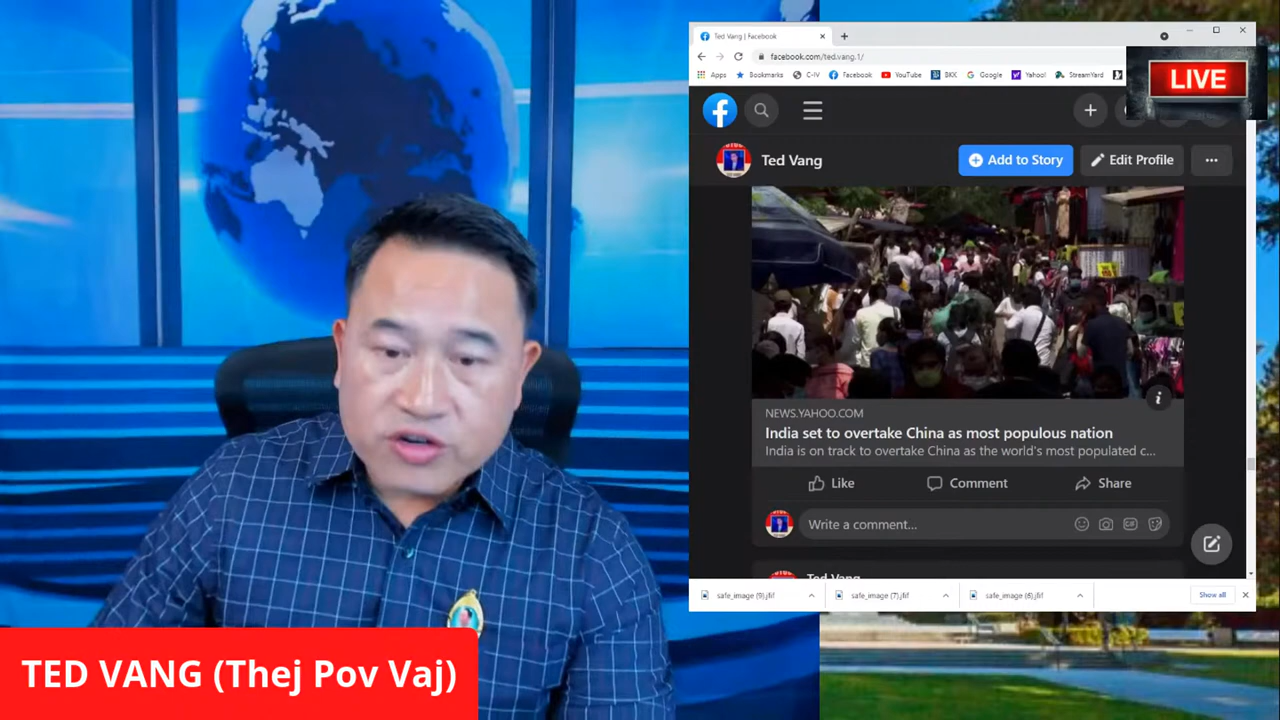 Ted Vang | Facebook
facebook.com/ted.vang.1/
Apps
Bookmarks
C-IV
Facebook
YouTube
BKK
Google
Yahoo!
StreamYard
LIVE
Ted Vang
Add to Story
Edit Profile
NEWS.YAHOO.COM
India set to overtake China as most populous nation
India is on track to overtake China as the world's most populated c...
Like
Comment
Share
Write a comment...
Ted Vang
safe_image (9).jfif
safe_image (7).jfif
safe_image (6).jfif
Show all
TED VANG (Thej Pov Vaj)